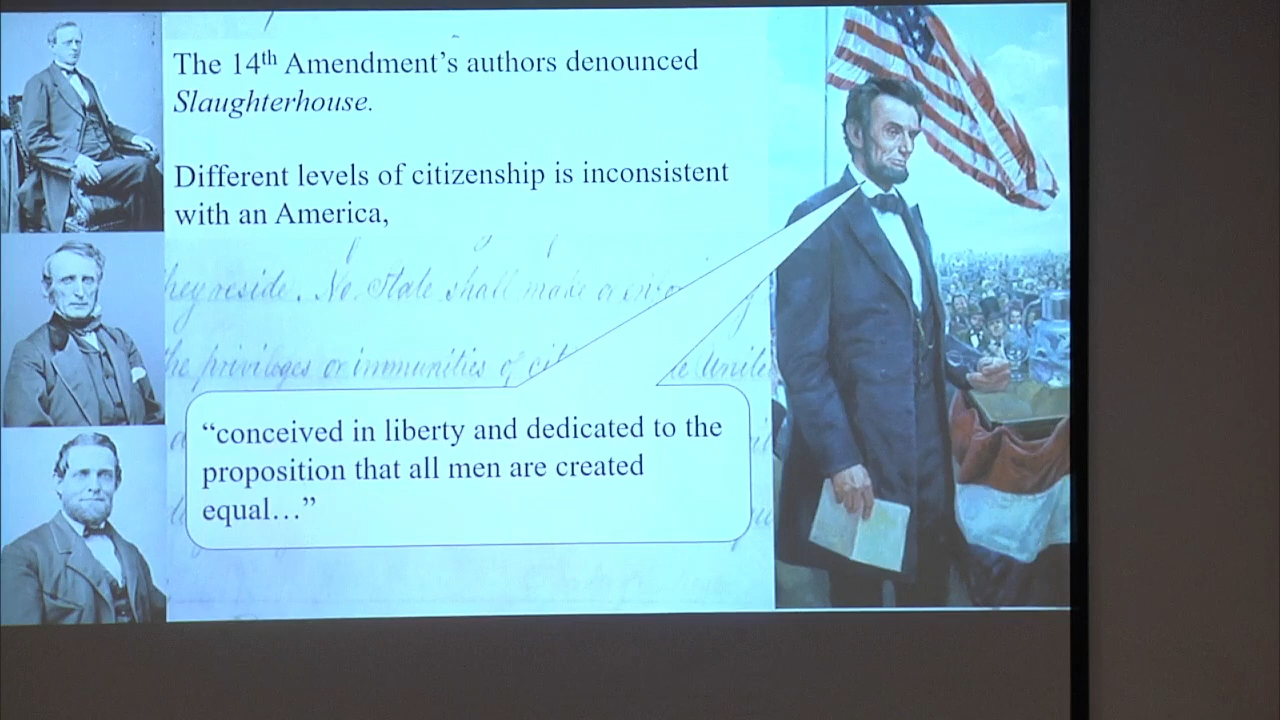 The 14th Amendment's authors denounced
Slaughterhouse.
Different levels of citizenship is inconsistent
with an America,
they reside. No State shall make or enfo
the privileges or immunities of cit e Unite
"conceived in liberty and dedicated to the
proposition that all men are created
equal…"